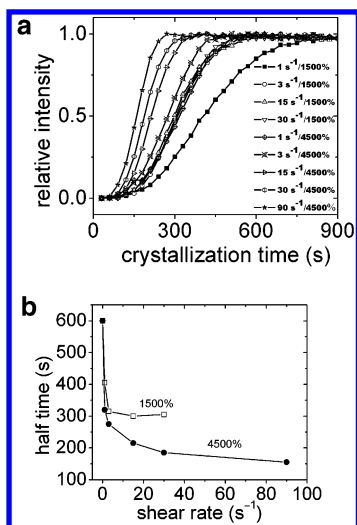 a
relative intensity
1.0
0.5
0.0
1 s⁻¹/1500%
3 s⁻¹/1500%
15 s⁻¹/1500%
30 s⁻¹/1500%
1 s⁻¹/4500%
3 s⁻¹/4500%
15 s⁻¹/4500%
30 s⁻¹/4500%
90 s⁻¹/4500%
0 300 600 900
crystallization time (s)
b
half time (s)
600
500
400
300
200
100
1500%
4500%
0 20 40 60 80 100
shear rate (s⁻¹)